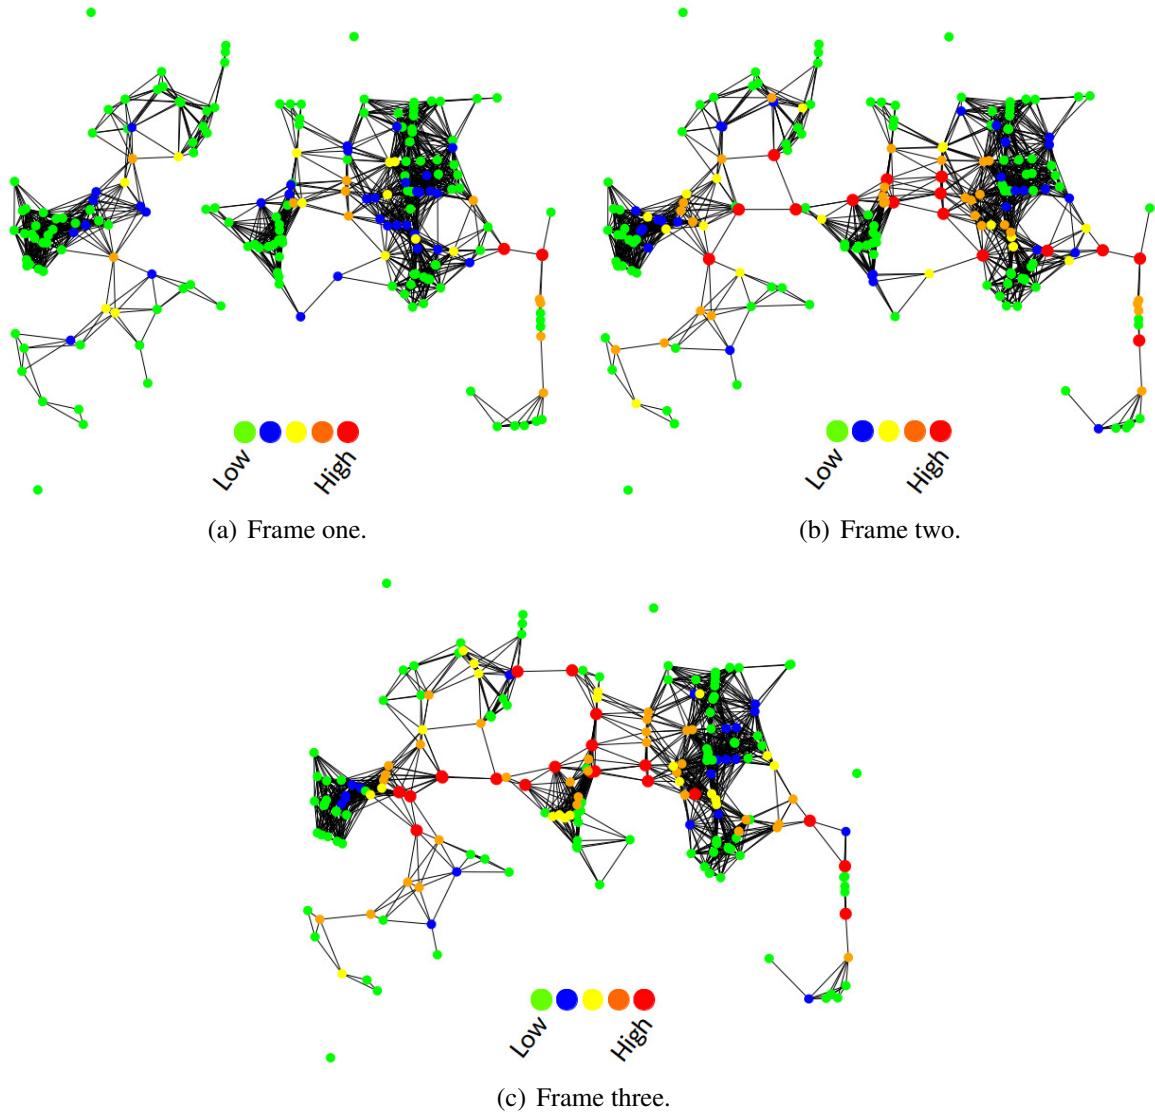 Low
High
(a) Frame one.
Low
High
(b) Frame two.
Low
High
(c) Frame three.